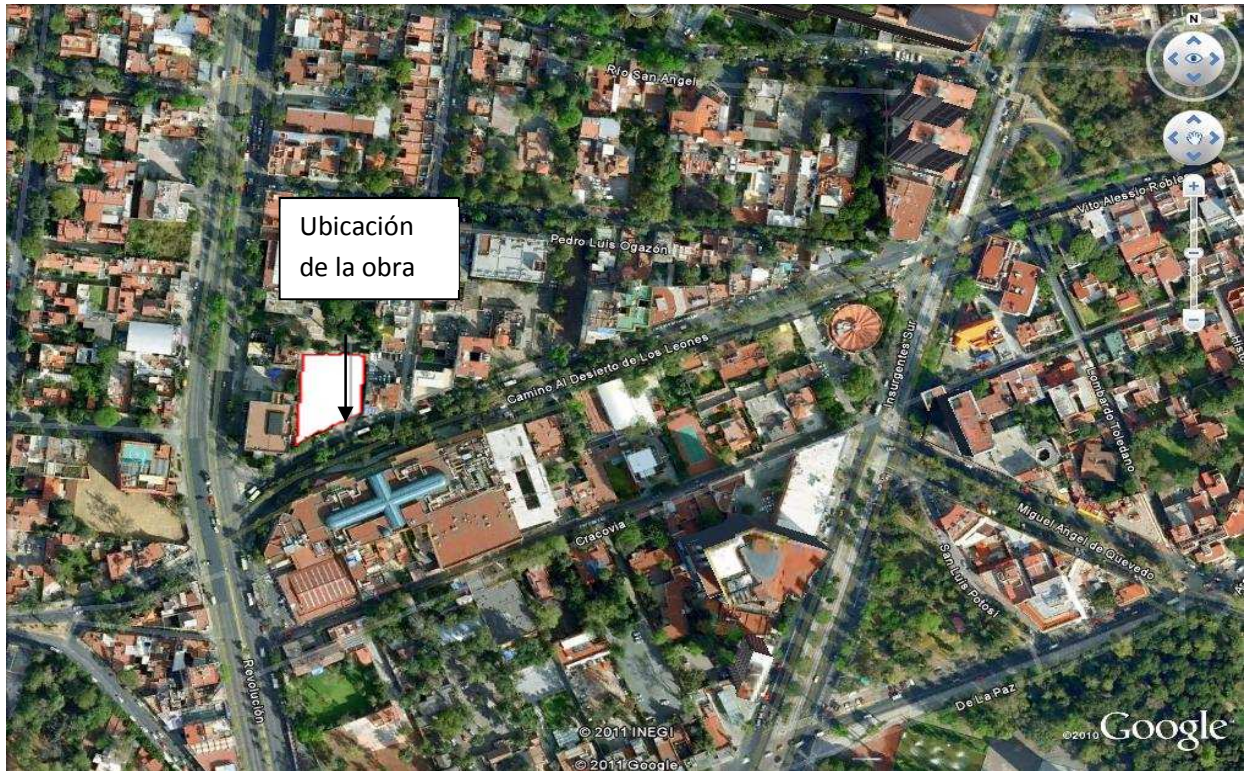 N
Río San Angel
Vito Alessio Robles
Ubicación
de la obra
Pedro Luis Ogazón
Camino Al Desierto de Los Leones
Insurgentes Sur
Lombardo Toledano
Cracovia
Miguel Angel de Quevedo
San Luis Potosí
Revolución
De La Paz
© 2011 INEGI
©2010 Google
© 2011 Google